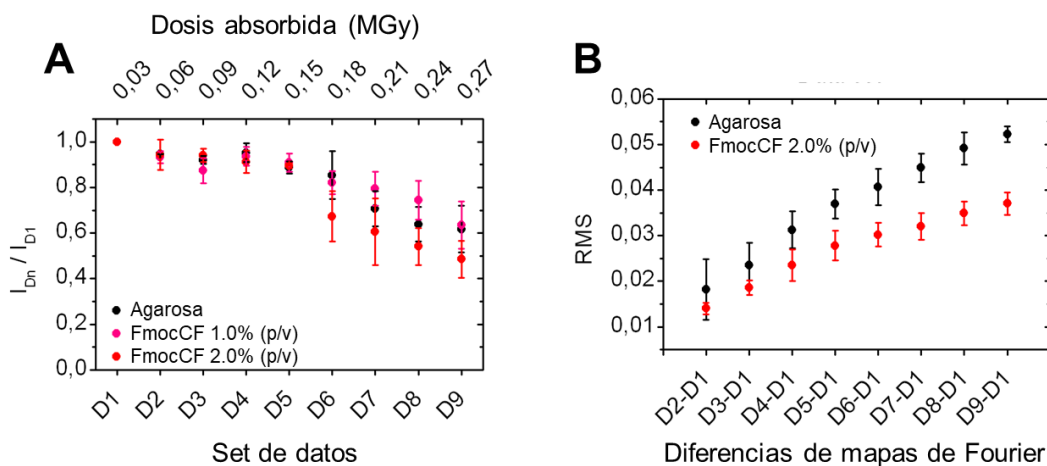 Dosis absorbida (MGy)
A
0,03 0,06 0,09 0,12 0,15 0,18 0,21 0,24 0,27
1,0
0,8
0,6
0,4
0,2
0,0
I_Dn / I_D1
Agarosa
FmocCF 1.0% (p/v)
FmocCF 2.0% (p/v)
D1 D2 D3 D4 D5 D6 D7 D8 D9
Set de datos
B
0,06
0,05
0,04
0,03
0,02
0,01
RMS
Agarosa
FmocCF 2.0% (p/v)
D2-D1 D3-D1 D4-D1 D5-D1 D6-D1 D7-D1 D8-D1 D9-D1
Diferencias de mapas de Fourier